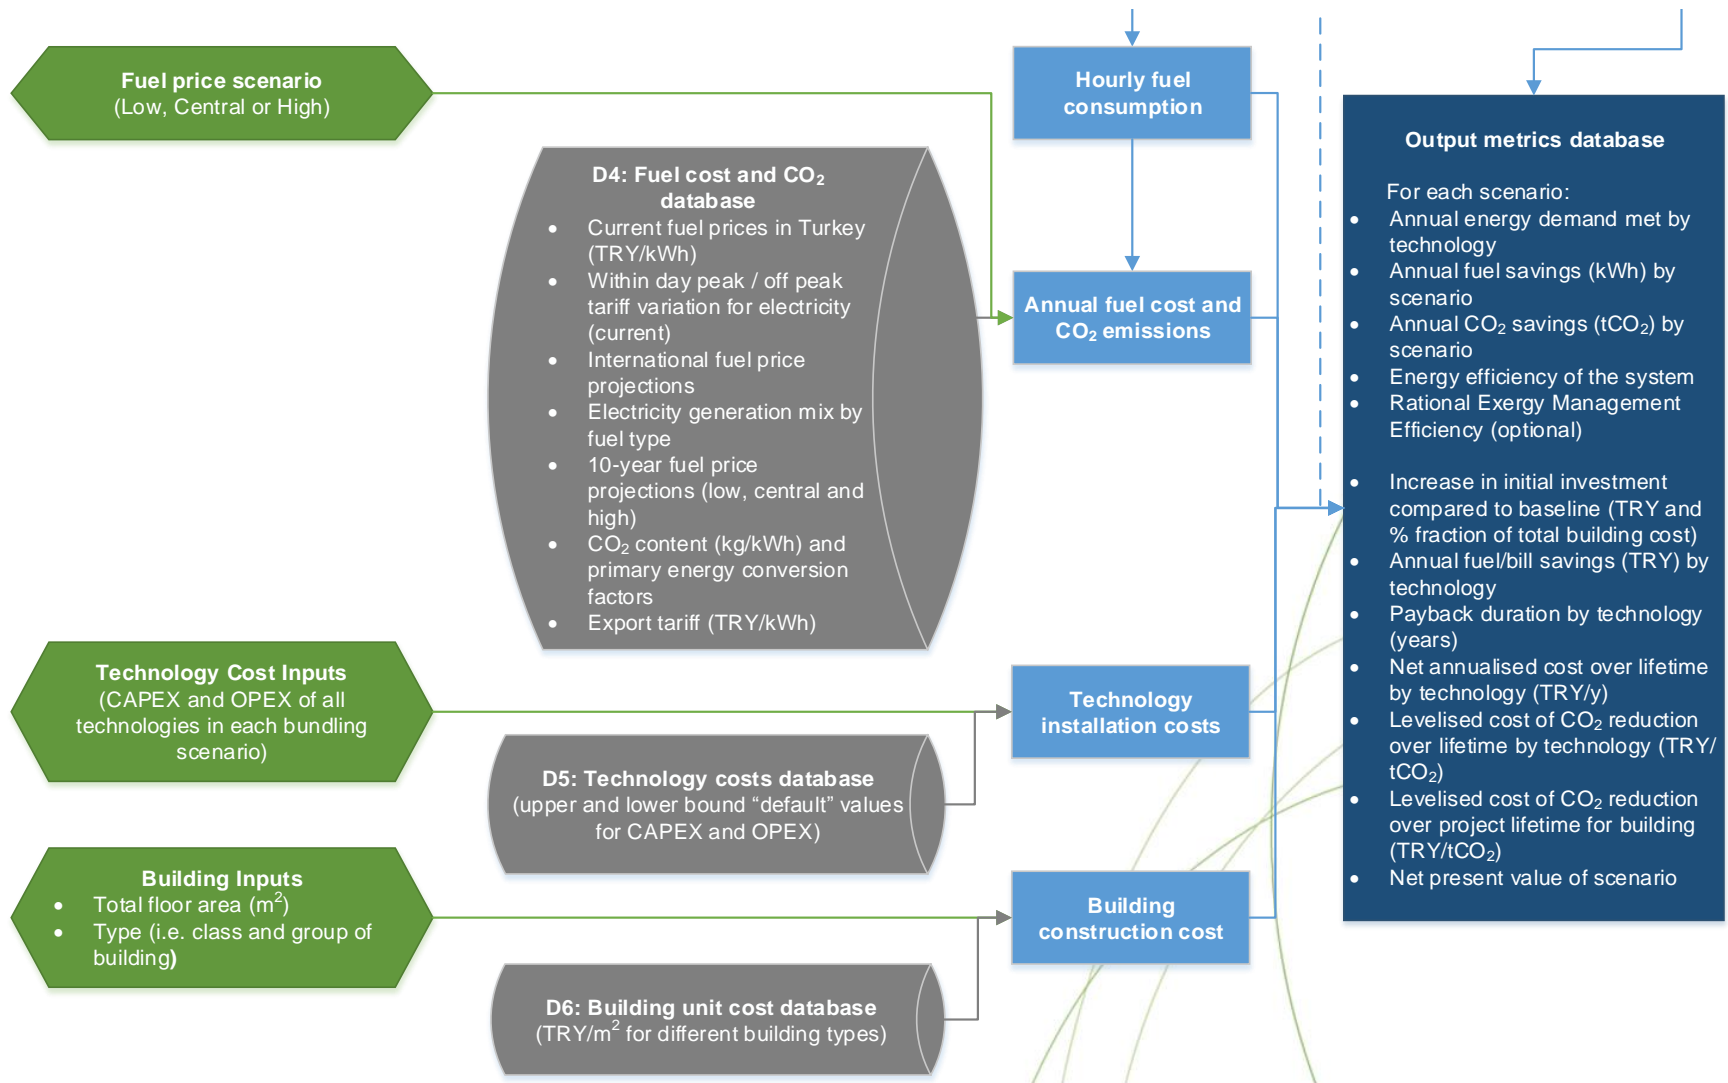 Fuel price scenario
(Low, Central or High)
Hourly fuel
consumption
D4: Fuel cost and CO₂
database
• Current fuel prices in Turkey
(TRY/kWh)
• Within day peak / off peak
tariff variation for electricity
(current)
• International fuel price
projections
• Electricity generation mix by
fuel type
• 10-year fuel price
projections (low, central and
high)
• CO₂ content (kg/kWh) and
primary energy conversion
factors
• Export tariff (TRY/kWh)
Annual fuel cost and
CO₂ emissions
Technology Cost Inputs
(CAPEX and OPEX of all
technologies in each bundling
scenario)
Technology
installation costs
D5: Technology costs database
(upper and lower bound “default” values
for CAPEX and OPEX)
Building Inputs
• Total floor area (m²)
• Type (i.e. class and group of
building)
Building
construction cost
D6: Building unit cost database
(TRY/m² for different building types)
Output metrics database
For each scenario:
• Annual energy demand met by
technology
• Annual fuel savings (kWh) by
scenario
• Annual CO₂ savings (tCO₂) by
scenario
• Energy efficiency of the system
• Rational Exergy Management
Efficiency (optional)
• Increase in initial investment
compared to baseline (TRY and
% fraction of total building cost)
• Annual fuel/bill savings (TRY) by
technology
• Payback duration by technology
(years)
• Net annualised cost over lifetime
by technology (TRY/y)
• Levelised cost of CO₂ reduction
over lifetime by technology (TRY/
tCO₂)
• Levelised cost of CO₂ reduction
over project lifetime for building
(TRY/tCO₂)
• Net present value of scenario